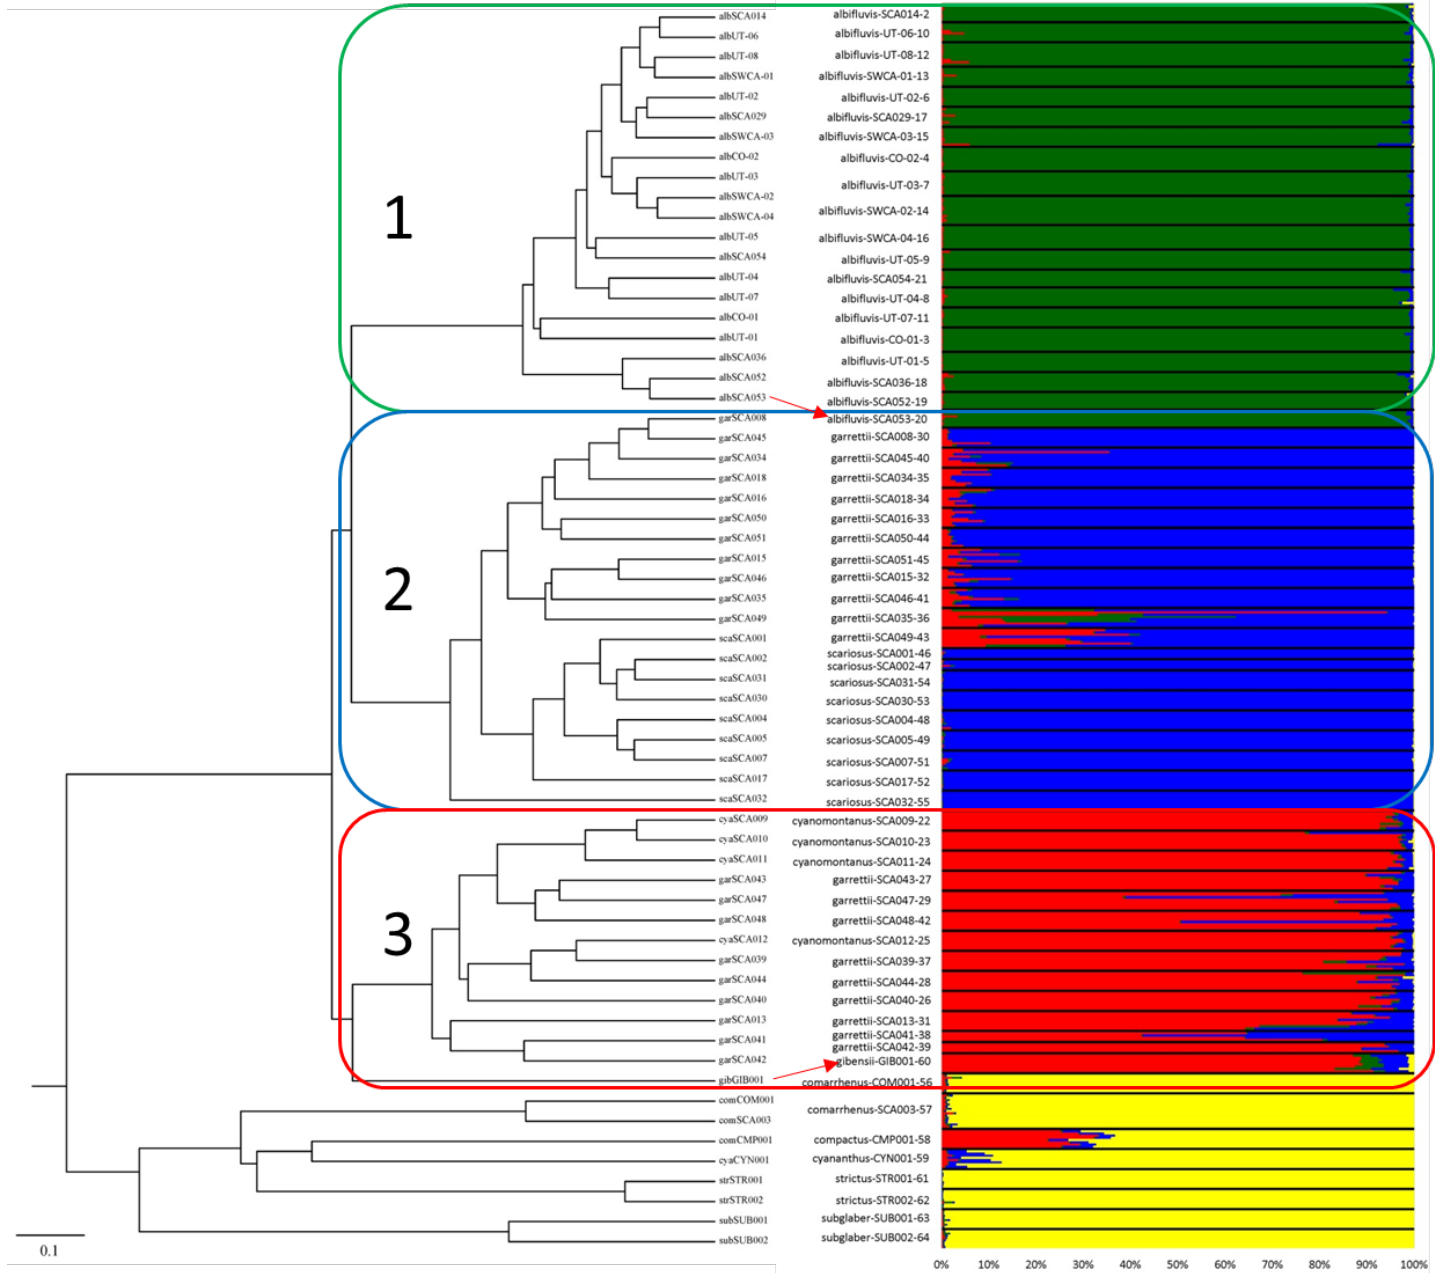 albSCA014 albifluvis-SCA014-2
albUT-06 albifluvis-UT-06-10
albUT-08 albifluvis-UT-08-12
albSWCA-01 albifluvis-SWCA-01-13
albUT-02 albifluvis-UT-02-6
albSCA029 albifluvis-SCA029-17
albSWCA-03 albifluvis-SWCA-03-15
albCO-02 albifluvis-CO-02-4
albUT-03 albifluvis-UT-03-7
albSWCA-02
albSWCA-04 albifluvis-SWCA-02-14
1
albUT-05 albifluvis-SWCA-04-16
albSCA054 albifluvis-UT-05-9
albUT-04 albifluvis-SCA054-21
albUT-07 albifluvis-UT-04-8
albCO-01 albifluvis-UT-07-11
albUT-01 albifluvis-CO-01-3
albSCA036 albifluvis-UT-01-5
albSCA052 albifluvis-SCA036-18
albSCA053 albifluvis-SCA052-19
garSCA008 albifluvis-SCA053-20
garSCA045 garrettii-SCA008-30
garSCA034 garrettii-SCA045-40
garSCA018 garrettii-SCA034-35
garSCA016 garrettii-SCA018-34
garSCA050 garrettii-SCA016-33
garSCA051 garrettii-SCA050-44
garSCA015 garrettii-SCA051-45
garSCA046 garrettii-SCA015-32
2
garSCA035 garrettii-SCA046-41
garSCA049 garrettii-SCA035-36
scaSCA001 garrettii-SCA049-43
scariosus-SCA001-46
scaSCA002 scariosus-SCA002-47
scaSCA031 scariosus-SCA031-54
scaSCA030 scariosus-SCA030-53
scaSCA004 scariosus-SCA004-48
scaSCA005 scariosus-SCA005-49
scaSCA007 scariosus-SCA007-51
scaSCA017 scariosus-SCA017-52
scaSCA032 scariosus-SCA032-55
cyaSCA009 cyanomontanus-SCA009-22
cyaSCA010 cyanomontanus-SCA010-23
cyaSCA011 cyanomontanus-SCA011-24
garSCA043 garrettii-SCA043-27
garSCA047 garrettii-SCA047-29
garSCA048 garrettii-SCA048-42
3
cyaSCA012 cyanomontanus-SCA012-25
garSCA039 garrettii-SCA039-37
garSCA044 garrettii-SCA044-28
garSCA040 garrettii-SCA040-26
garSCA013 garrettii-SCA013-31
garSCA041 garrettii-SCA041-38
garrettii-SCA042-39
garSCA042 gibensii-GIB001-60
gibGIB001 comarrhenus-COM001-56
comCOM001 comarrhenus-SCA003-57
comSCA003
comCMP001 compactus-CMP001-58
cyaCYN001 cyananthus-CYN001-59
strSTR001 strictus-STR001-61
strSTR002 strictus-STR002-62
subSUB001 subglaber-SUB001-63
subSUB002 subglaber-SUB002-64
0.1
0% 10% 20% 30% 40% 50% 60% 70% 80% 90% 100%